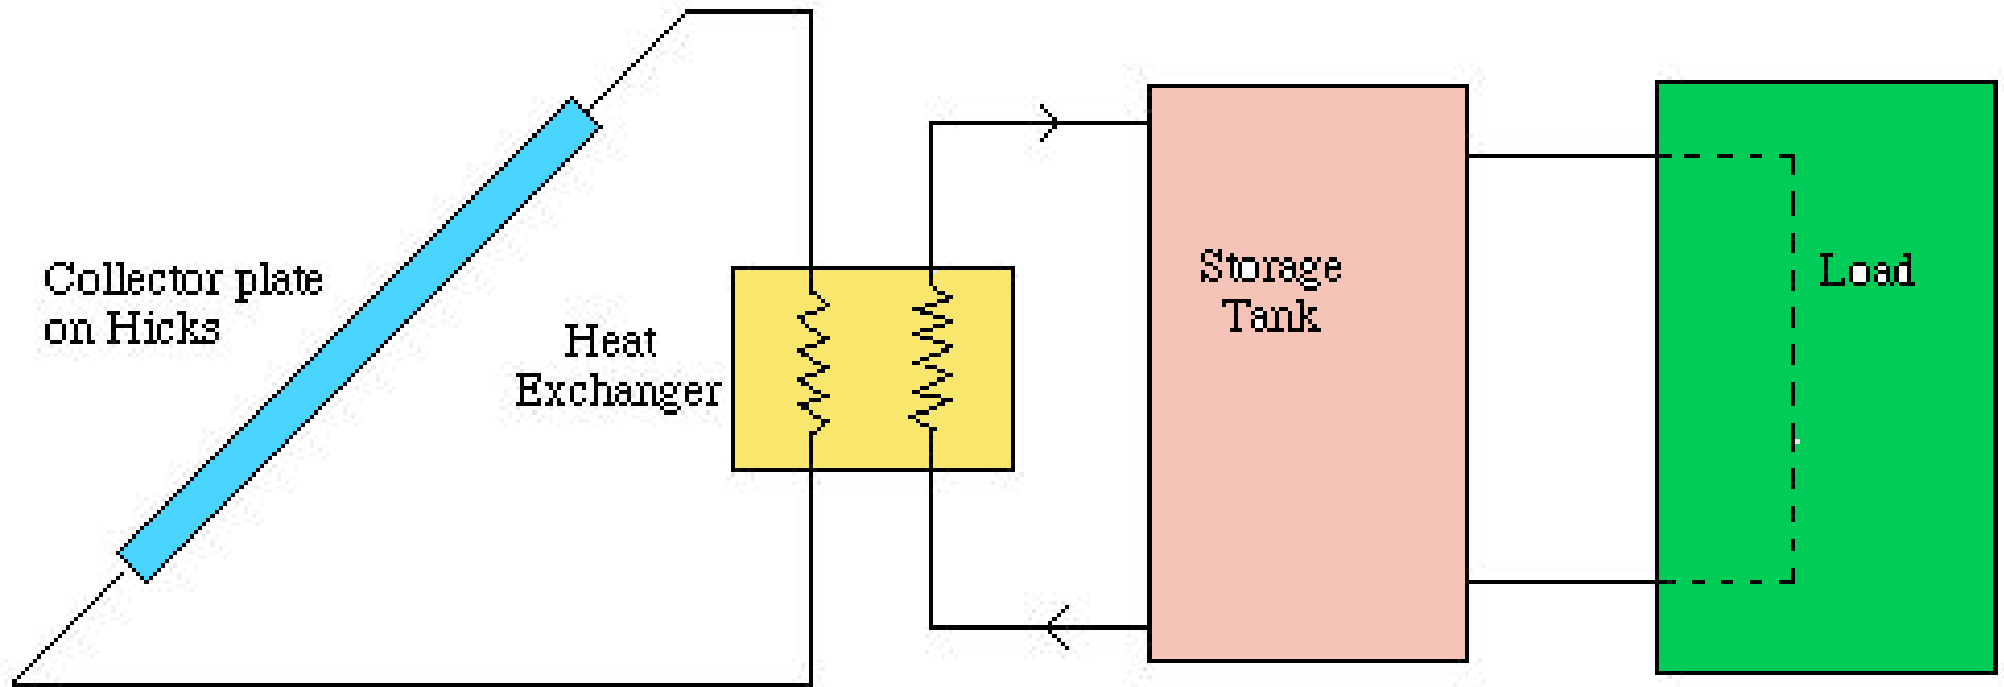 Collector plate
on Hicks
Heat
Exchanger
Storage
Tank
Load